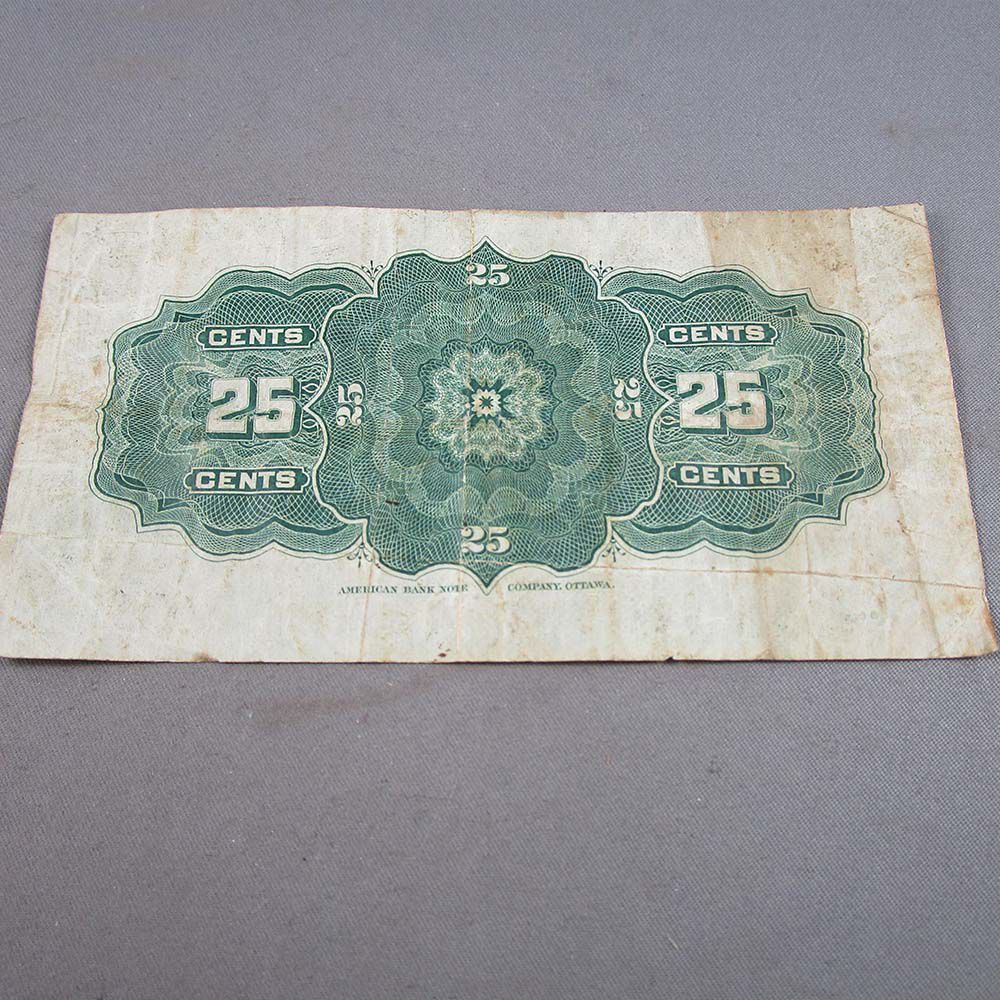 25
CENTS CENTS
25 25 25 25
CENTS CENTS
25
AMERICAN BANK NOTE COMPANY, OTTAWA.